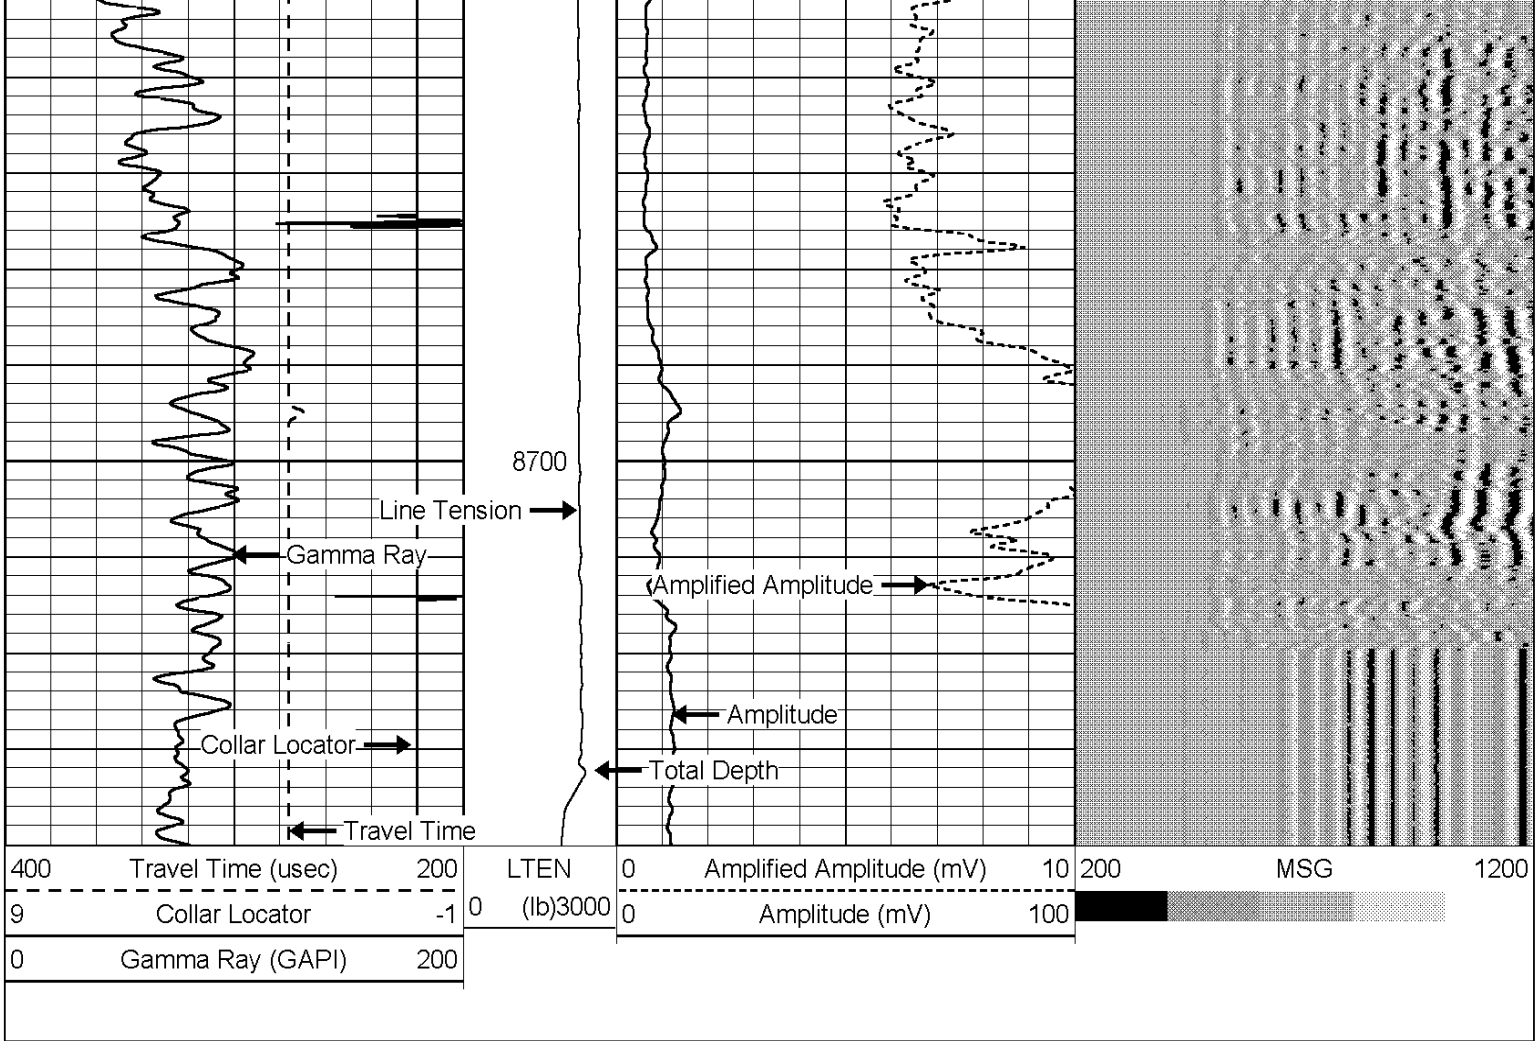 8700
Line Tension
Gamma Ray
Amplified Amplitude
Amplitude
Collar Locator
Total Depth
Travel Time
400 Travel Time (usec) 200
LTEN
0 Amplified Amplitude (mV) 10
200 MSG 1200
9 Collar Locator -1
0 (lb)3000
0 Amplitude (mV) 100
0 Gamma Ray (GAPI) 200